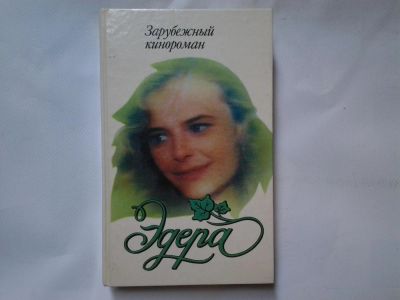 Зарубежный
кинороман
Эдера